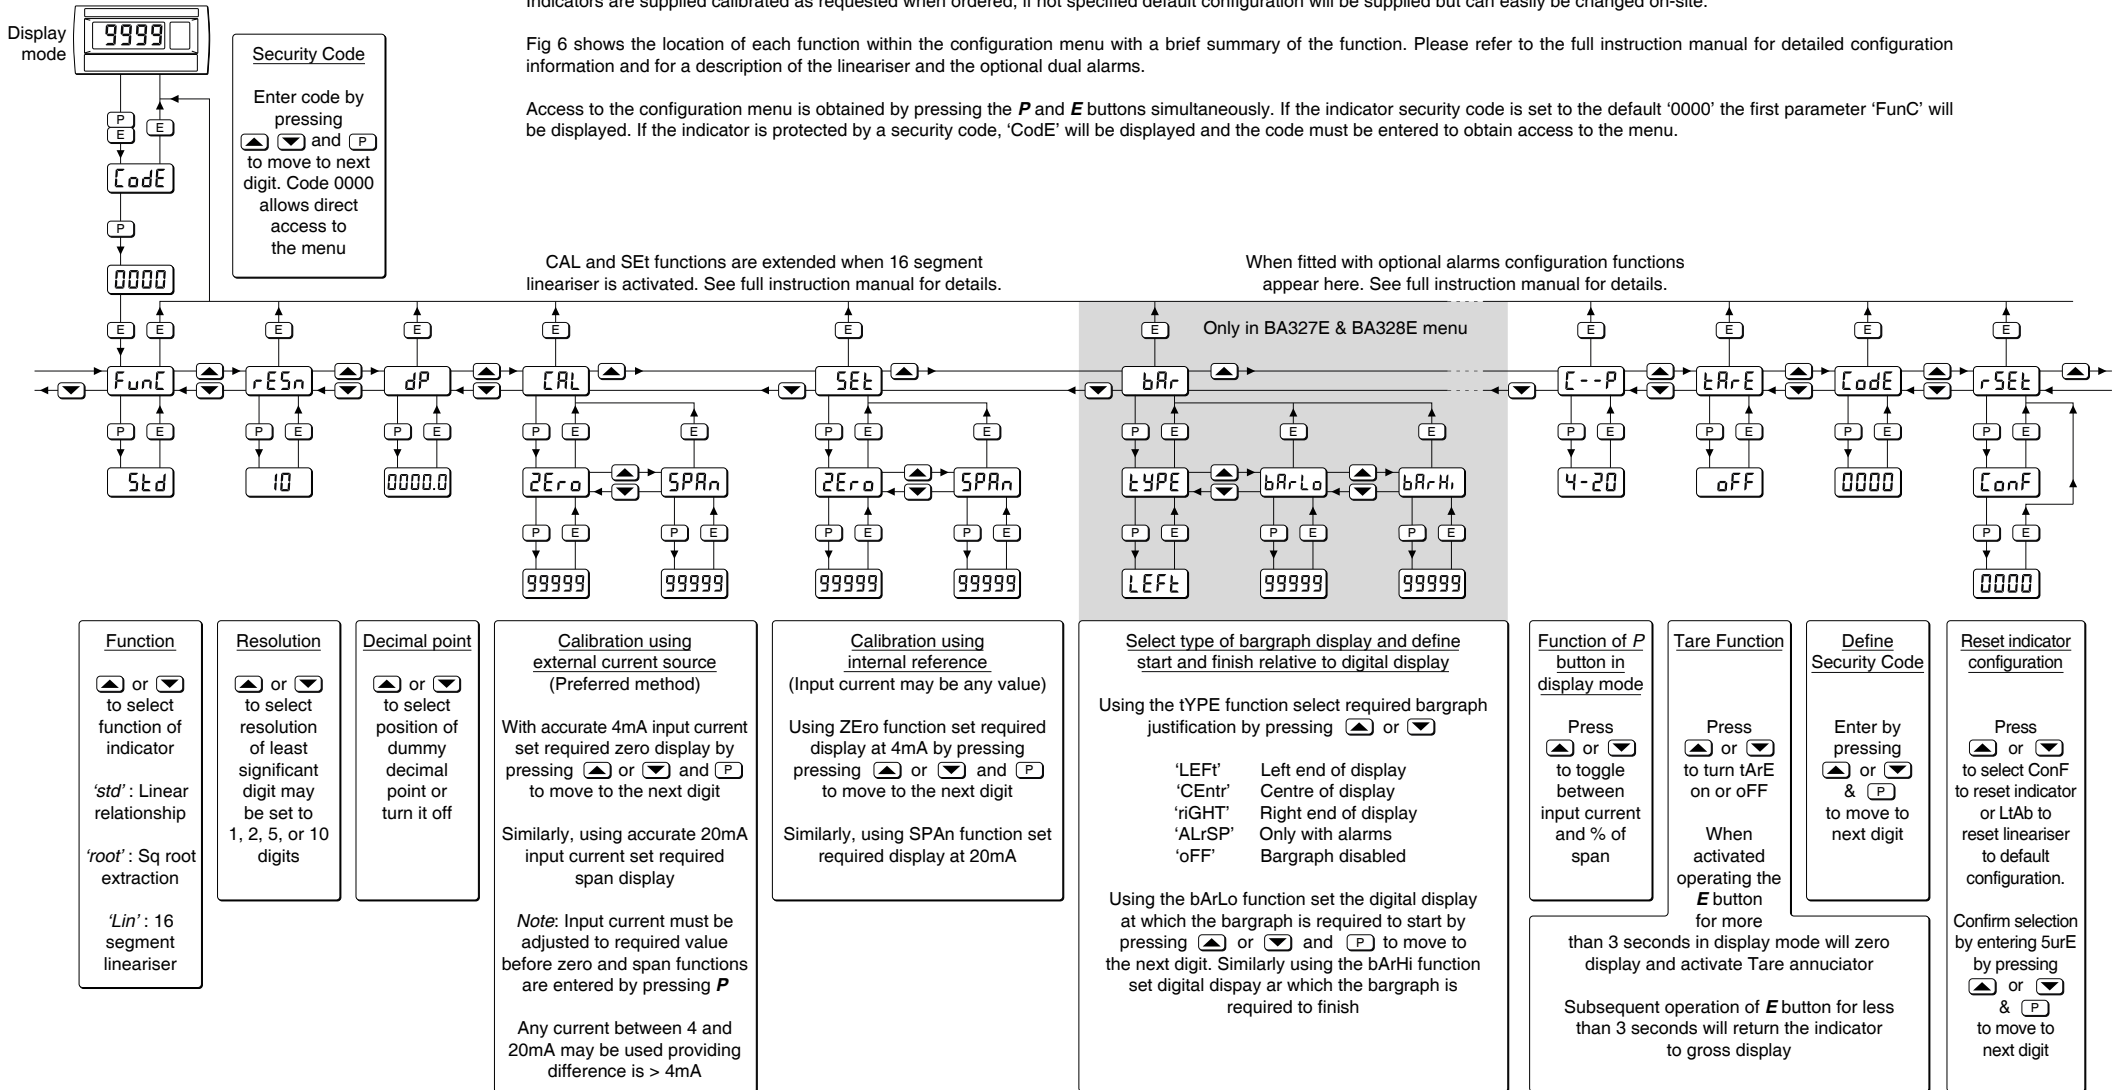 Indicators are supplied calibrated as requested when ordered, if not specified default configuration will be supplied but can easily be changed on-site.
Fig 6 shows the location of each function within the configuration menu with a brief summary of the function. Please refer to the full instruction manual for detailed configuration
information and for a description of the lineariser and the optional dual alarms.
Access to the configuration menu is obtained by pressing the P and E buttons simultaneously. If the indicator security code is set to the default ‘0000’ the first parameter ‘FunC’ will
be displayed. If the indicator is protected by a security code, ‘CodE’ will be displayed and the code must be entered to obtain access to the menu.
Display
mode
9999
Security Code
Enter code by
pressing
and P
to move to next
digit. Code 0000
allows direct
access to
the menu
P
E
E
CodE
P
0000
CAL and SEt functions are extended when 16 segment
lineariser is activated. See full instruction manual for details.
When fitted with optional alarms configuration functions
appear here. See full instruction manual for details.
Only in BA327E & BA328E menu
E E E E E E E E E E E
FunC rESn dP CAL SEt bAr C--P tArE CodE rSEt
P E P E P E P E E P E E P E E E P E P E P E P E
Std 10 0000.0 ZEro SPAn ZEro SPAn tYPE bArLo bArHi 4-20 oFF 0000 ConF
P E P E P E P E P E P E P E P E
99999 99999 99999 99999 LEFt 99999 99999 0000
Function
or
to select
function of
indicator
‘std’ : Linear
relationship
‘root’ : Sq root
extraction
‘Lin’ : 16
segment
lineariser
Resolution
or
to select
resolution
of least
significant
digit may
be set to
1, 2, 5, or 10
digits
Decimal point
or
to select
position of
dummy
decimal
point or
turn it off
Calibration using
external current source
(Preferred method)
With accurate 4mA input current
set required zero display by
pressing or and P
to move to the next digit
Similarly, using accurate 20mA
input current set required
span display
Note: Input current must be
adjusted to required value
before zero and span functions
are entered by pressing P
Any current between 4 and
20mA may be used providing
difference is > 4mA
Calibration using
internal reference
(Input current may be any value)
Using ZEro function set required
display at 4mA by pressing
pressing or and P
to move to the next digit
Similarly, using SPAn function set
required display at 20mA
Select type of bargraph display and define
start and finish relative to digital display
Using the tYPE function select required bargraph
justification by pressing or
‘LEFt’ Left end of display
‘CEntr’ Centre of display
‘riGHT’ Right end of display
‘ALrSP’ Only with alarms
‘oFF’ Bargraph disabled
Using the bArLo function set the digital display
at which the bargraph is required to start by
pressing or and P to move to
the next digit. Similarly using the bArHi function
set digital dispay ar which the bargraph is
required to finish
Function of P
button in
display mode
Press
or
to toggle
between
input current
and % of
span
Tare Function
Press
or
to turn tArE
on or oFF
When
activated
operating the
E button
for more
than 3 seconds in display mode will zero
display and activate Tare annuciator
Subsequent operation of E button for less
than 3 seconds will return the indicator
to gross display
Define
Security Code
Enter by
pressing
or
& P
to move to
next digit
Reset indicator
configuration
Press
or
to select ConF
to reset indicator
or LtAb to
reset lineariser
to default
configuration.
Confirm selection
by entering 5urE
by pressing
or
& P
to move to
next digit